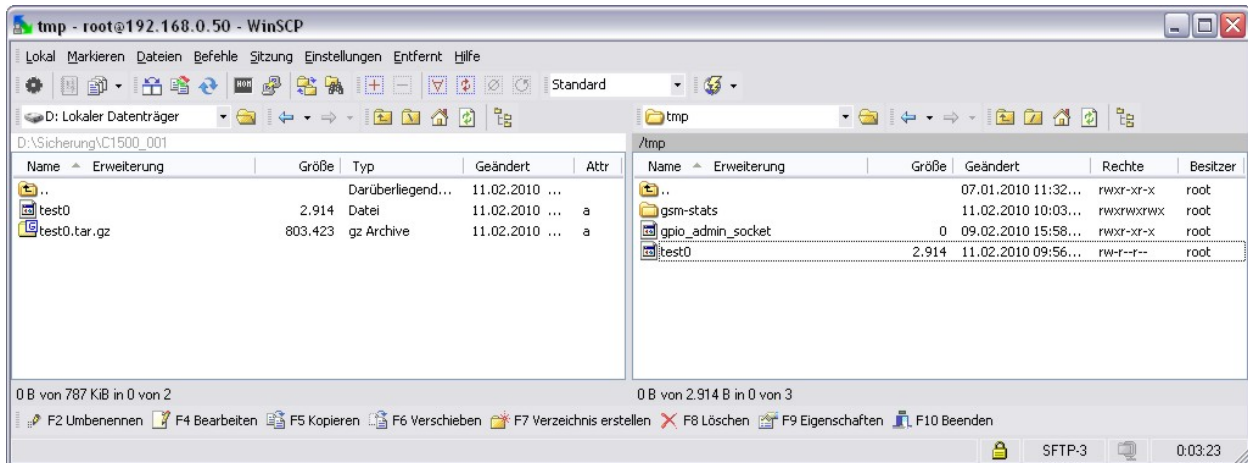 tmp - root@192.168.0.50 - WinSCP
Lokal Markieren Dateien Befehle Sitzung Einstellungen Entfernt Hilfe
Standard
D: Lokaler Datenträger tmp
D:\Sicherung\C1500_001 /tmp
Name Erweiterung Größe Typ Geändert Attr Name Erweiterung Größe Geändert Rechte Besitzer
.. Darüberliegend... 11.02.2010 ... .. 07.01.2010 11:32... rwxr-xr-x root
test0 2.914 Datei 11.02.2010 ... a gsm-stats 11.02.2010 10:03... rwxrwxrwx root
test0.tar.gz 803.423 gz Archive 11.02.2010 ... a gpio_admin_socket 0 09.02.2010 15:58... rwxr-xr-x root
test0 2.914 11.02.2010 09:56... rw-r--r-- root
0 B von 787 KiB in 0 von 2 0 B von 2.914 B in 0 von 3
F2 Umbenennen F4 Bearbeiten F5 Kopieren F6 Verschieben F7 Verzeichnis erstellen F8 Löschen F9 Eigenschaften F10 Beenden
SFTP-3 0:03:23